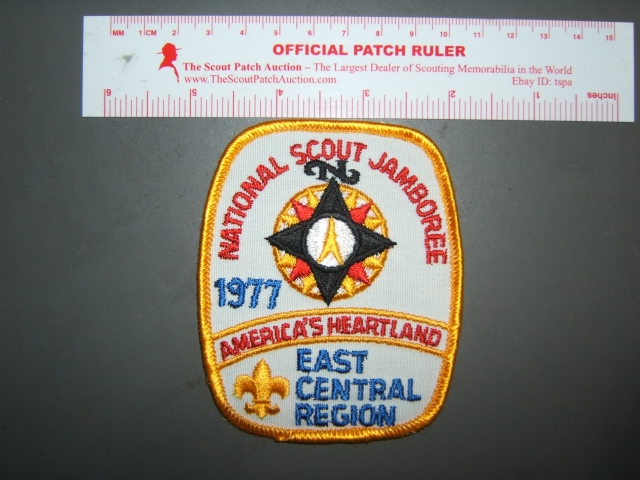 MM 1CM 2 3 4 5 6 7 8 9 10 11 12 13 14 15
OFFICIAL PATCH RULER
The Scout Patch Auction – The Largest Dealer of Scouting Memorabilia in the World
www.TheScoutPatchAuction.com Ebay ID: tspa
6 5 4 3 2 1 Inches
NATIONAL SCOUT JAMBOREE
N
1977
AMERICA'S HEARTLAND
EAST
CENTRAL
REGION